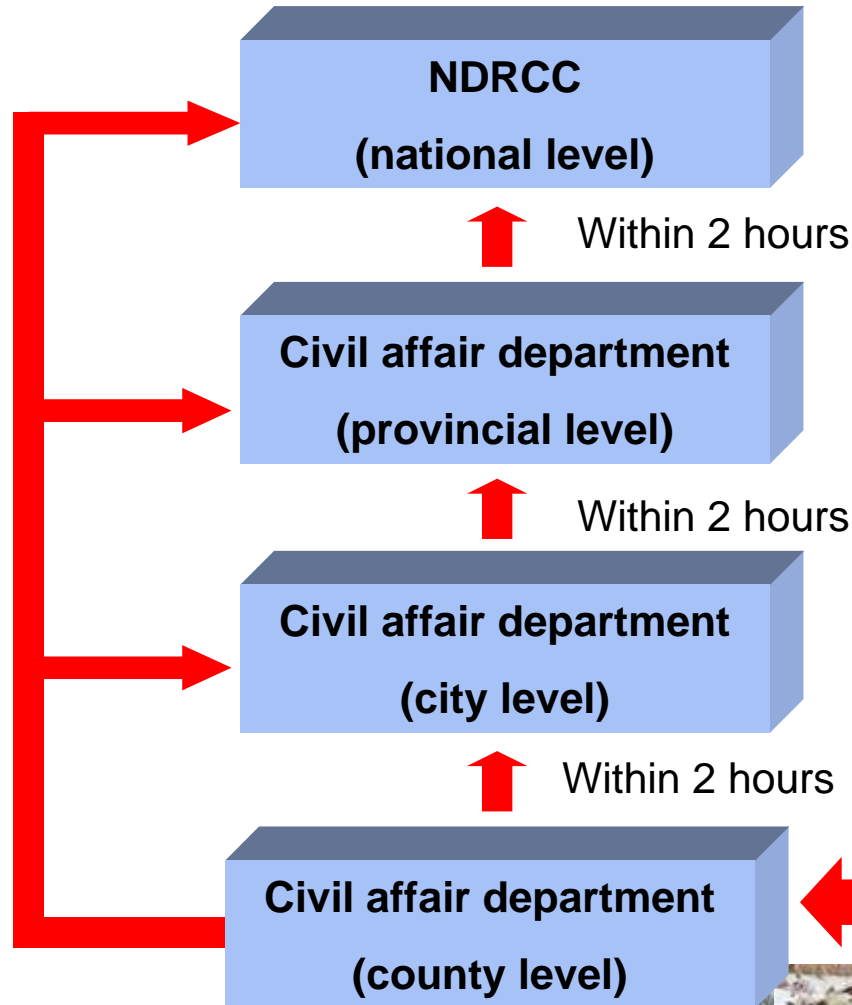 NDRCC
(national level)
Within 2 hours
Civil affair department
(provincial level)
Within 2 hours
Civil affair department
(city level)
Within 2 hours
Civil affair department
(county level)